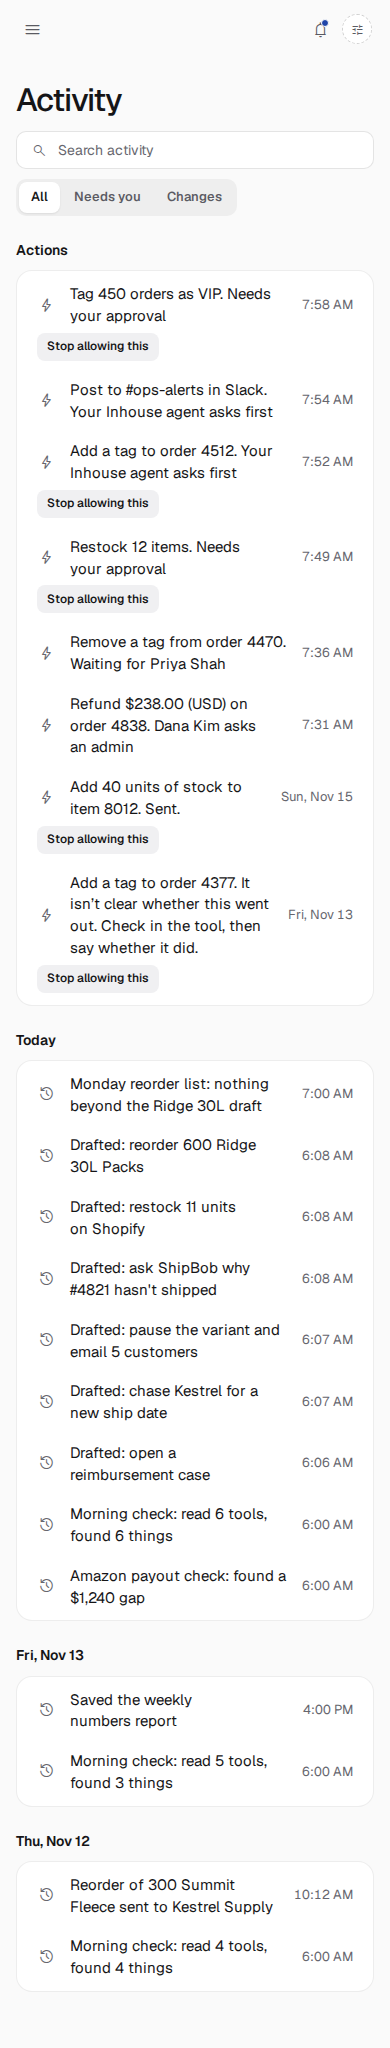 Activity
Search activity
All Needs you Changes
Actions
Tag 450 orders as VIP. Needs
your approval
7:58 AM
Stop allowing this
Post to #ops-alerts in Slack.
Your Inhouse agent asks first
7:54 AM
Add a tag to order 4512. Your
Inhouse agent asks first
7:52 AM
Stop allowing this
Restock 12 items. Needs
your approval
7:49 AM
Stop allowing this
Remove a tag from order 4470.
Waiting for Priya Shah
7:36 AM
Refund $238.00 (USD) on
order 4838. Dana Kim asks
an admin
7:31 AM
Add 40 units of stock to
item 8012. Sent.
Sun, Nov 15
Stop allowing this
Add a tag to order 4377. It
isn’t clear whether this went
out. Check in the tool, then
say whether it did.
Fri, Nov 13
Stop allowing this
Today
Monday reorder list: nothing
beyond the Ridge 30L draft
7:00 AM
Drafted: reorder 600 Ridge
30L Packs
6:08 AM
Drafted: restock 11 units
on Shopify
6:08 AM
Drafted: ask ShipBob why
#4821 hasn't shipped
6:08 AM
Drafted: pause the variant and
email 5 customers
6:07 AM
Drafted: chase Kestrel for a
new ship date
6:07 AM
Drafted: open a
reimbursement case
6:06 AM
Morning check: read 6 tools,
found 6 things
6:00 AM
Amazon payout check: found a
$1,240 gap
6:00 AM
Fri, Nov 13
Saved the weekly
numbers report
4:00 PM
Morning check: read 5 tools,
found 3 things
6:00 AM
Thu, Nov 12
Reorder of 300 Summit
Fleece sent to Kestrel Supply
10:12 AM
Morning check: read 4 tools,
found 4 things
6:00 AM